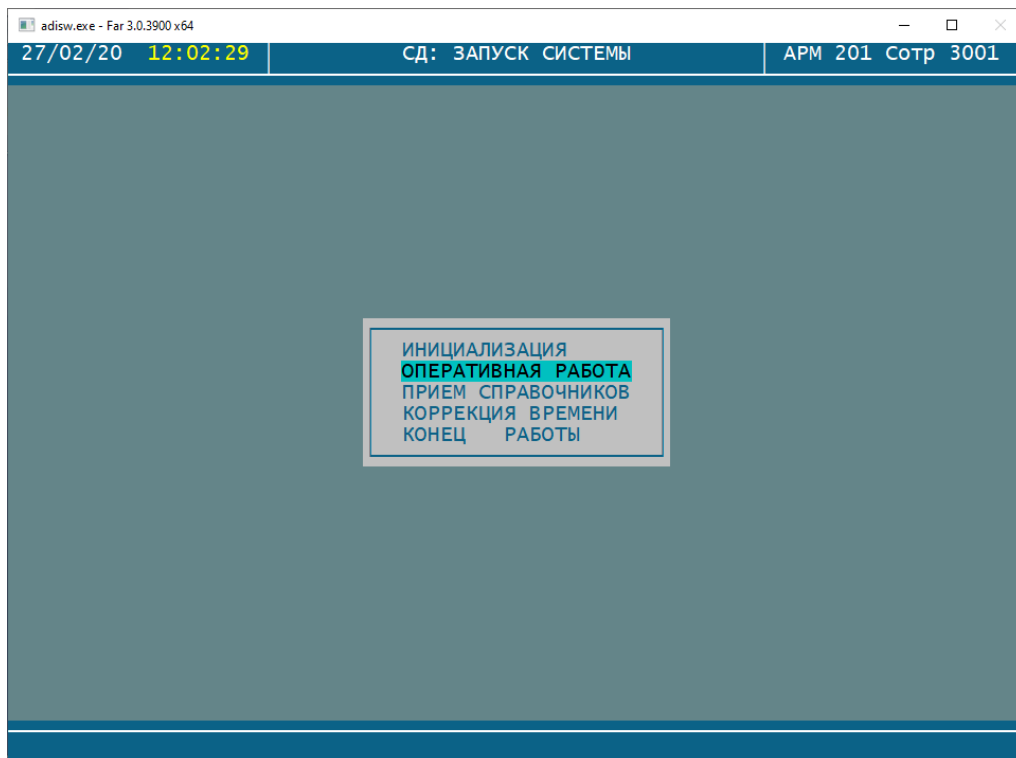 adisw.exe - Far 3.0.3900 x64
27/02/20 12:02:29 СД: ЗАПУСК СИСТЕМЫ АРМ 201 Сотр 3001
ИНИЦИАЛИЗАЦИЯ
ОПЕРАТИВНАЯ РАБОТА
ПРИЕМ СПРАВОЧНИКОВ
КОРРЕКЦИЯ ВРЕМЕНИ
КОНЕЦ РАБОТЫ